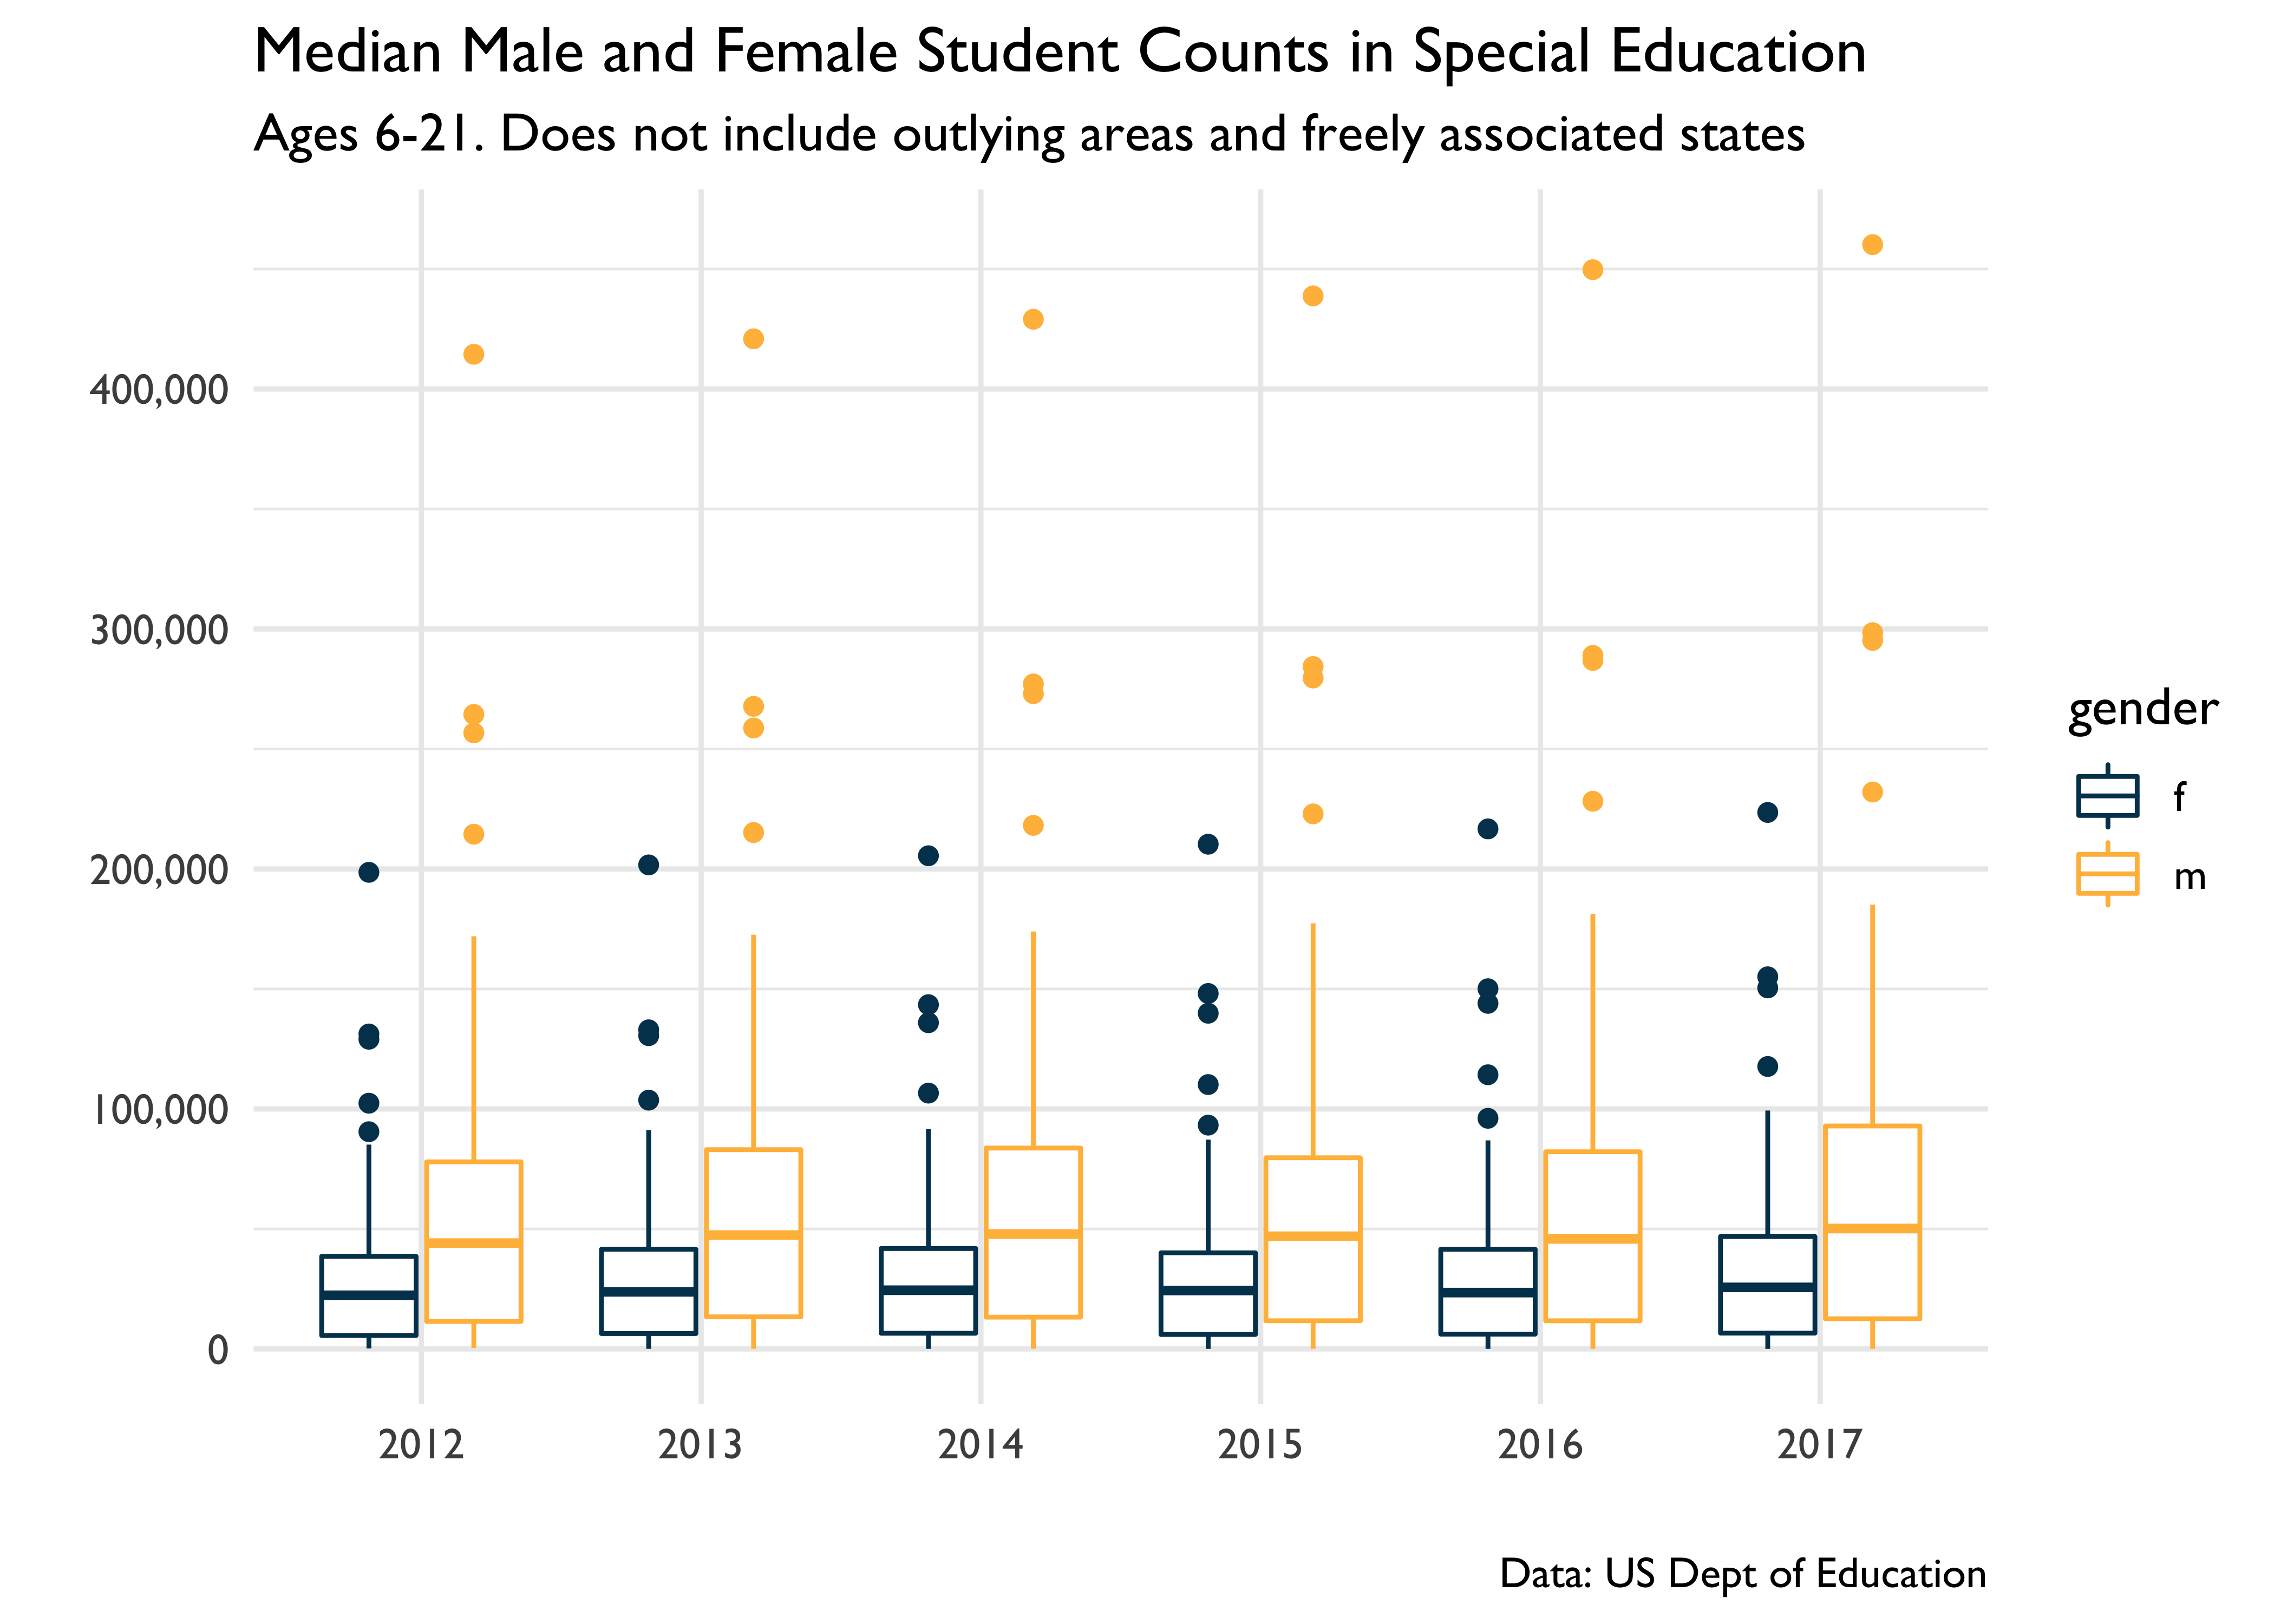 Median Male and Female Student Counts in Special Education
Ages 6-21. Does not include outlying areas and freely associated states
400,000
300,000
200,000
100,000
0
2012 2013 2014 2015 2016 2017
gender
f
m
Data: US Dept of Education